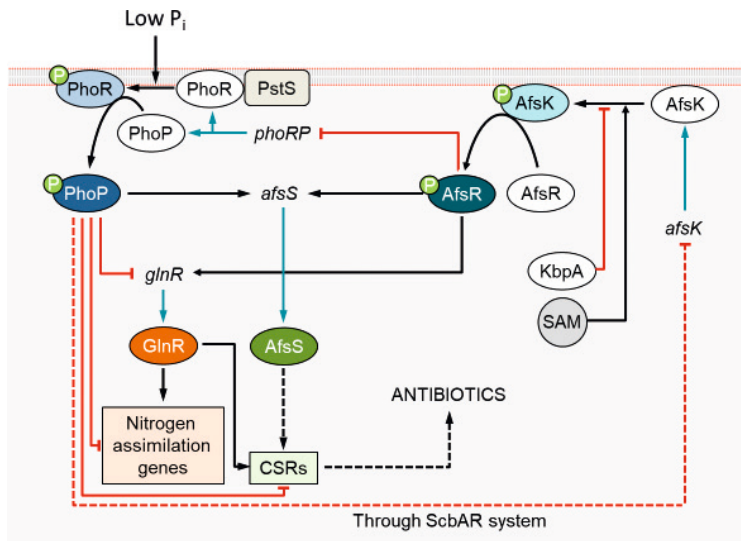 Low Pi
P
PhoR
PhoR
PstS
P
AfsK
AfsK
PhoP
phoRP
P
PhoP
afsS
P
AfsR
AfsR
afsK
glnR
KbpA
SAM
GlnR
AfsS
ANTIBIOTICS
Nitrogen
assimilation
genes
CSRs
Through ScbAR system